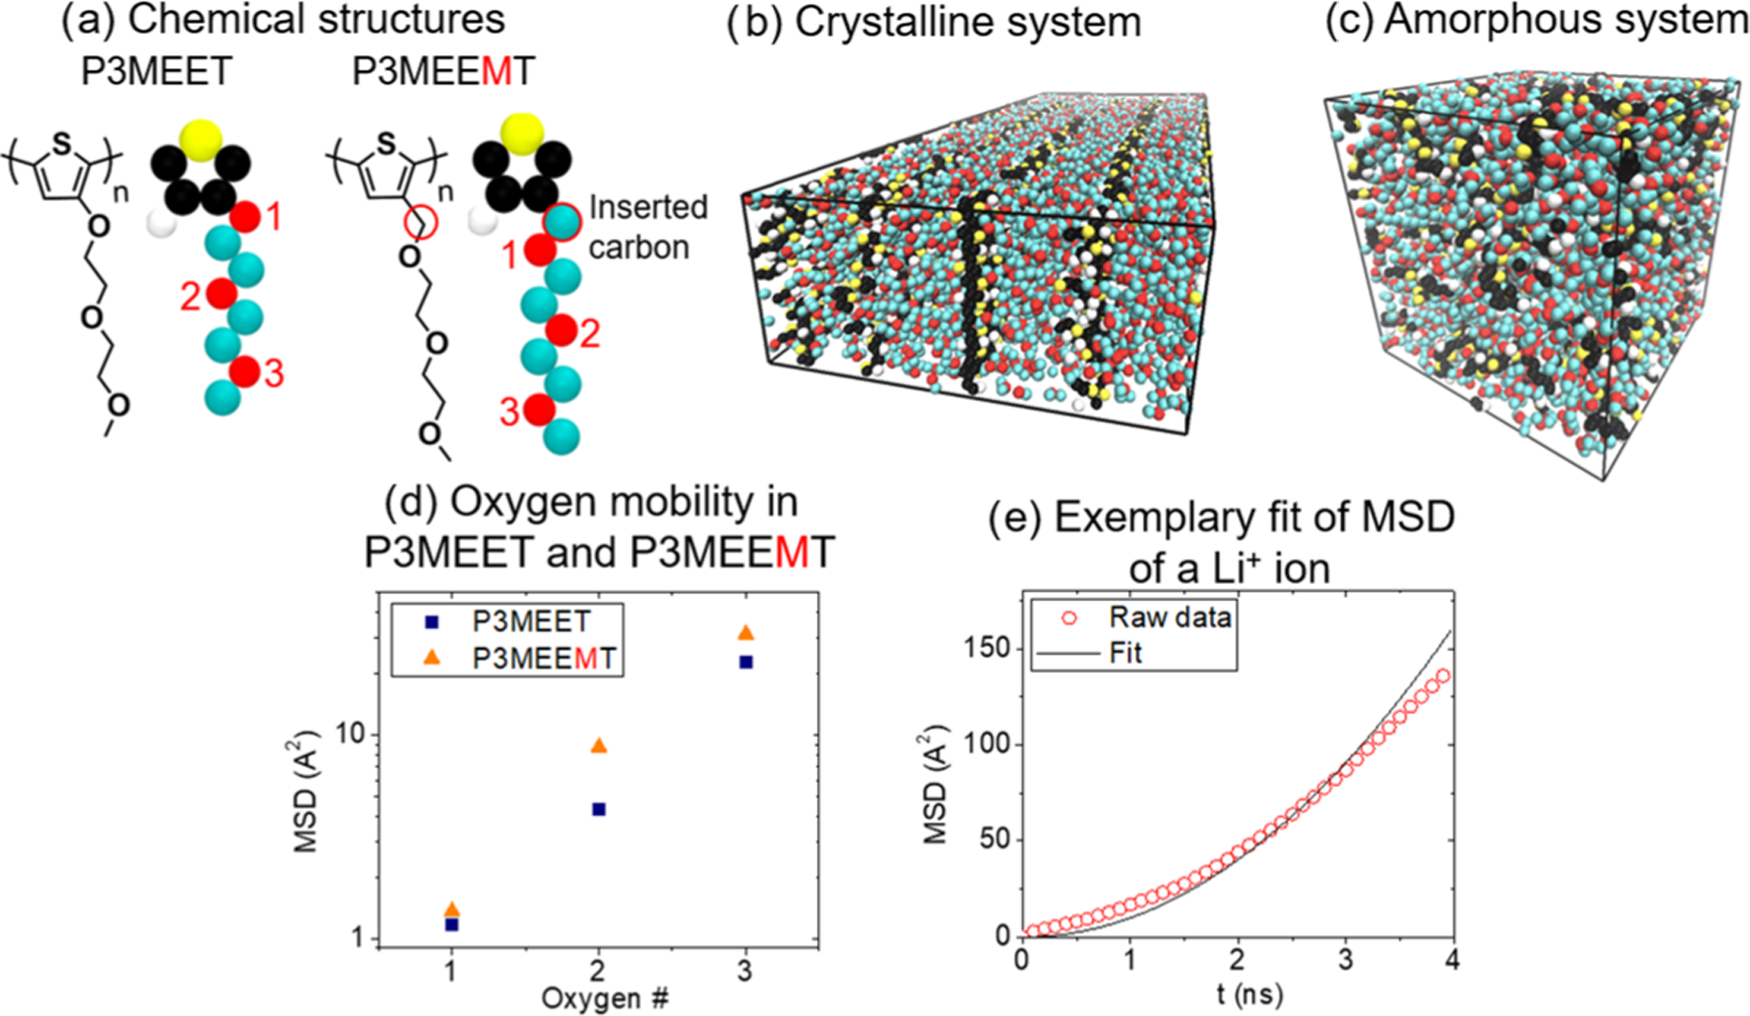 (a) Chemical structures
P3MEET
P3MEEMT
S
n
O
O
O
1
2
3
S
n
O
O
O
Inserted
carbon
1
2
3
(b) Crystalline system
(c) Amorphous system
(d) Oxygen mobility in
P3MEET and P3MEEMT
P3MEET
P3MEEMT
MSD (A²)
10
1
1
2
3
Oxygen #
(e) Exemplary fit of MSD
of a Li⁺ ion
Raw data
Fit
MSD (A²)
150
100
50
0
0
1
2
3
4
t (ns)